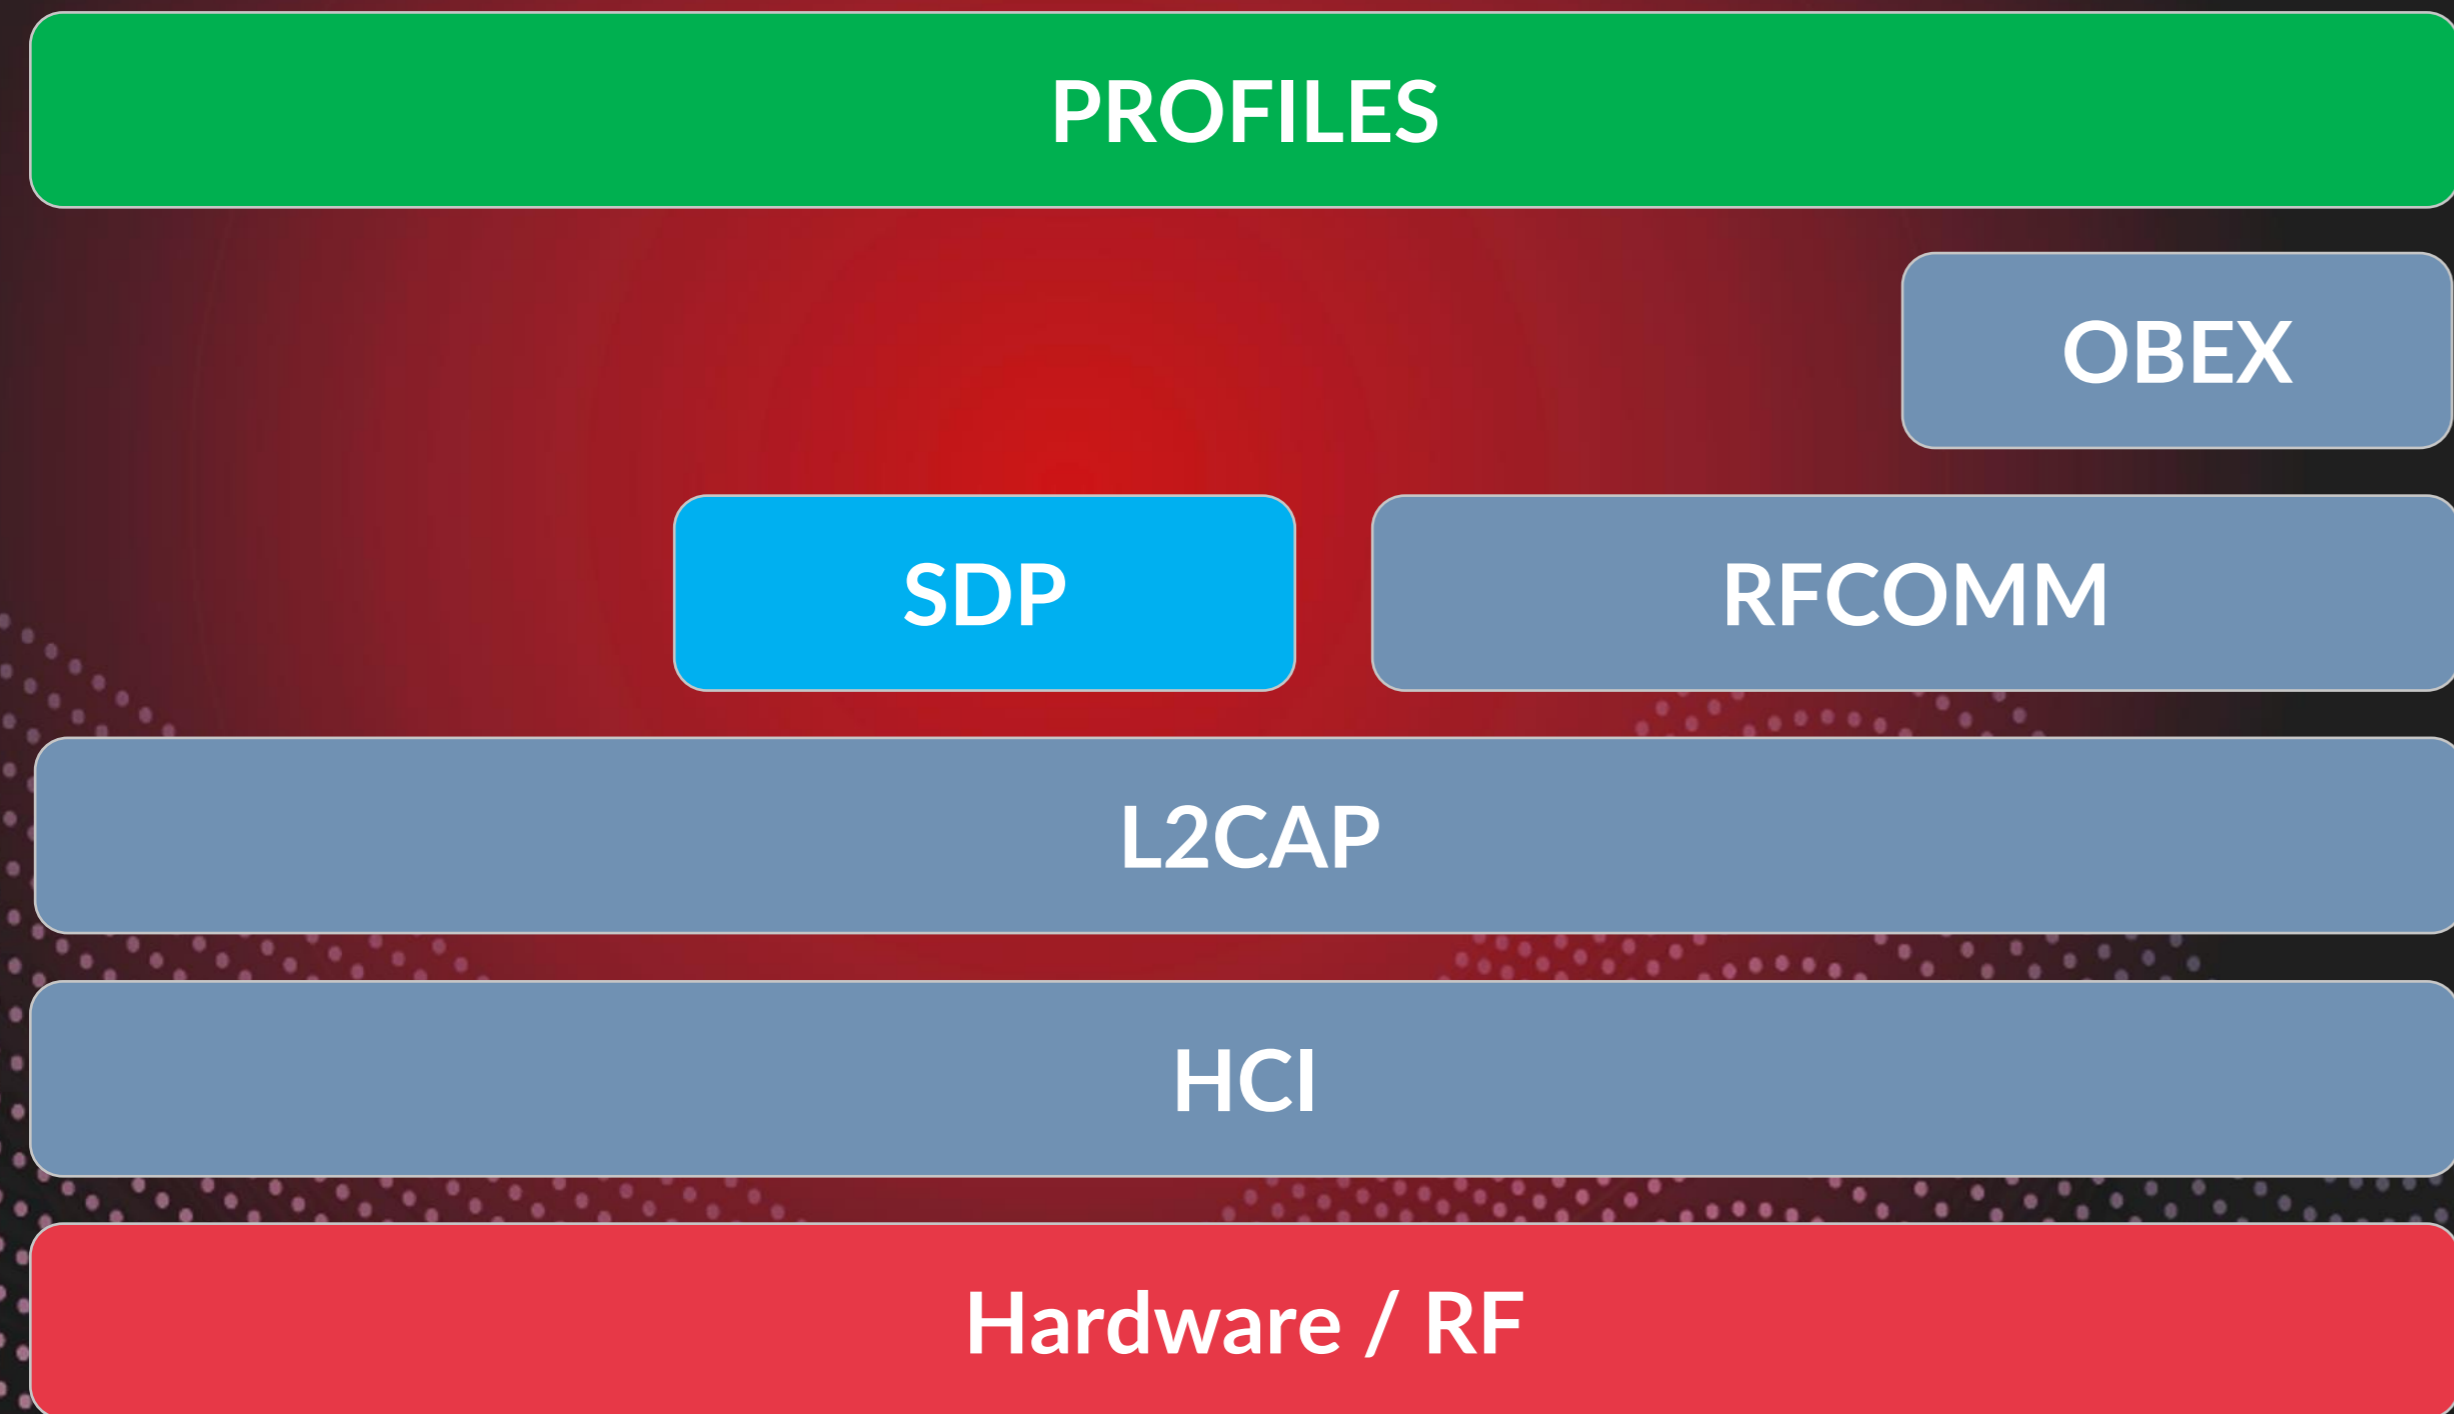 PROFILES
OBEX
SDP
RFCOMM
L2CAP
HCI
Hardware / RF